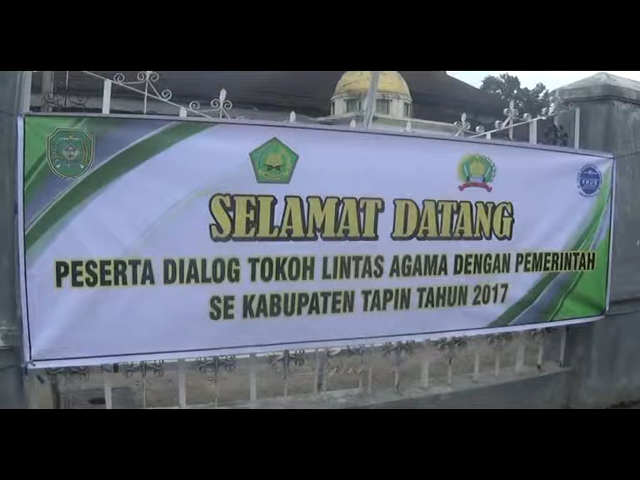 SELAMAT DATANG
PESERTA DIALOG TOKOH LINTAS AGAMA DENGAN PEMERINTAH
SE KABUPATEN TAPIN TAHUN 2017